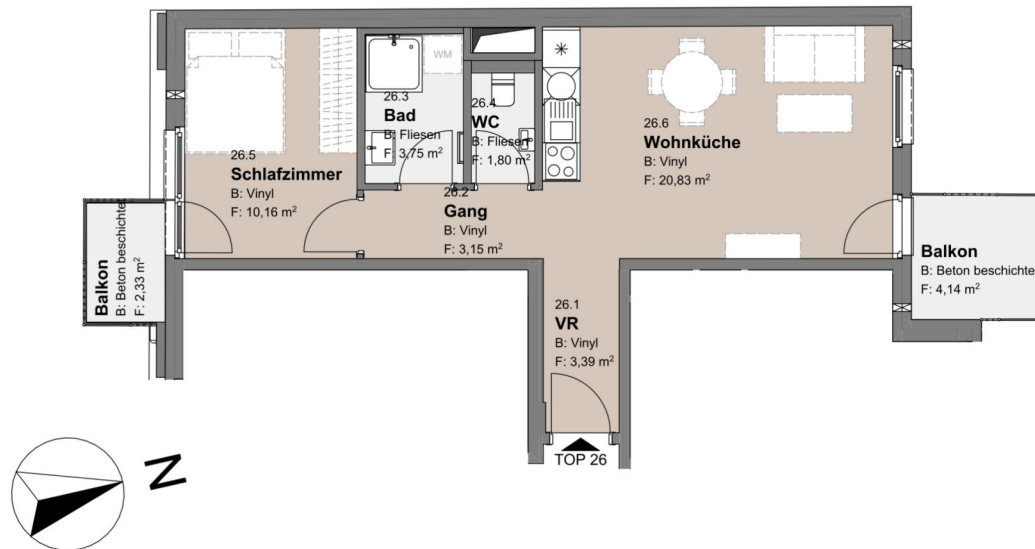 WM
26.3
Bad
B: Fliesen
F: 3,75 m²
26.4
WC
B: Fliesen
F: 1,80 m²
26.6
Wohnküche
B: Vinyl
F: 20,83 m²
26.5
Schlafzimmer
B: Vinyl
F: 10,16 m²
26.2
Gang
B: Vinyl
F: 3,15 m²
Balkon
B: Beton beschichtet
F: 2,33 m²
Balkon
B: Beton beschichte
F: 4,14 m²
26.1
VR
B: Vinyl
F: 3,39 m²
TOP 26
N